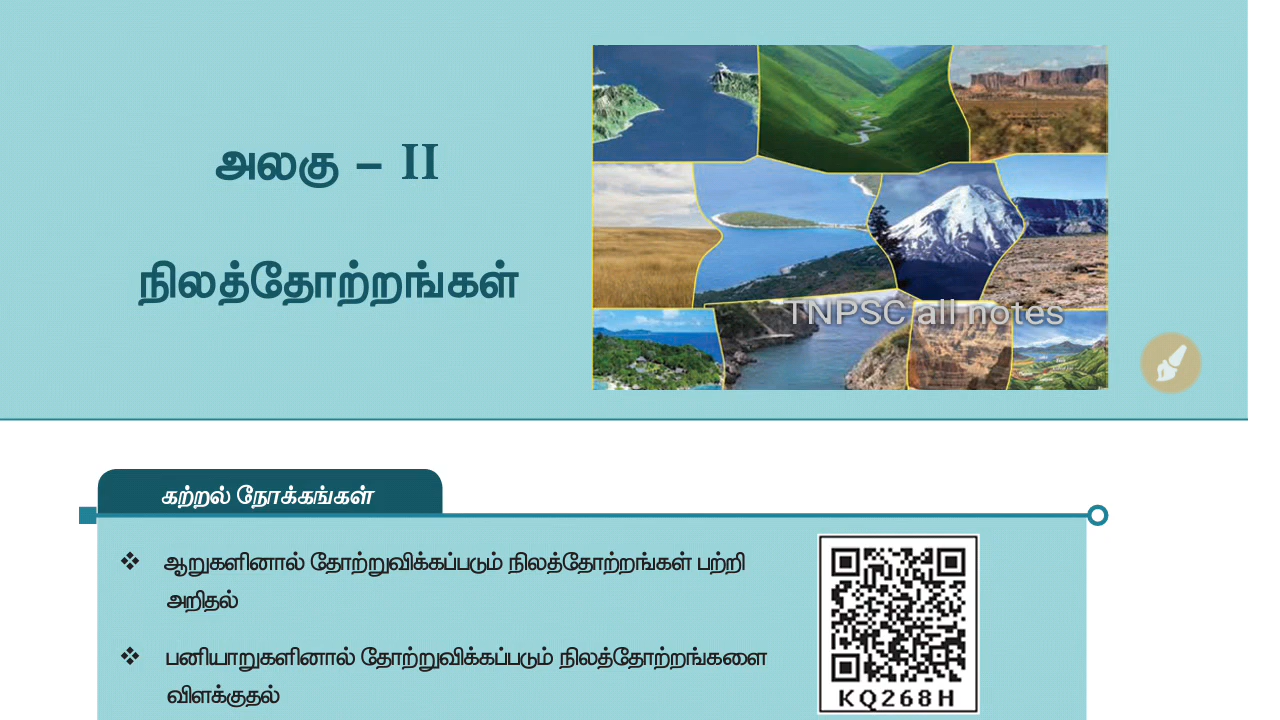 அலகு – II
நிலத்தோற்றங்கள்
TNPSC all notes
கற்றல் நோக்கங்கள்
❖ ஆறுகளினால் தோற்றுவிக்கப்படும் நிலத்தோற்றங்கள் பற்றி
அறிதல்
❖ பனியாறுகளினால் தோற்றுவிக்கப்படும் நிலத்தோற்றங்களை
விளக்குதல்
KQ268H